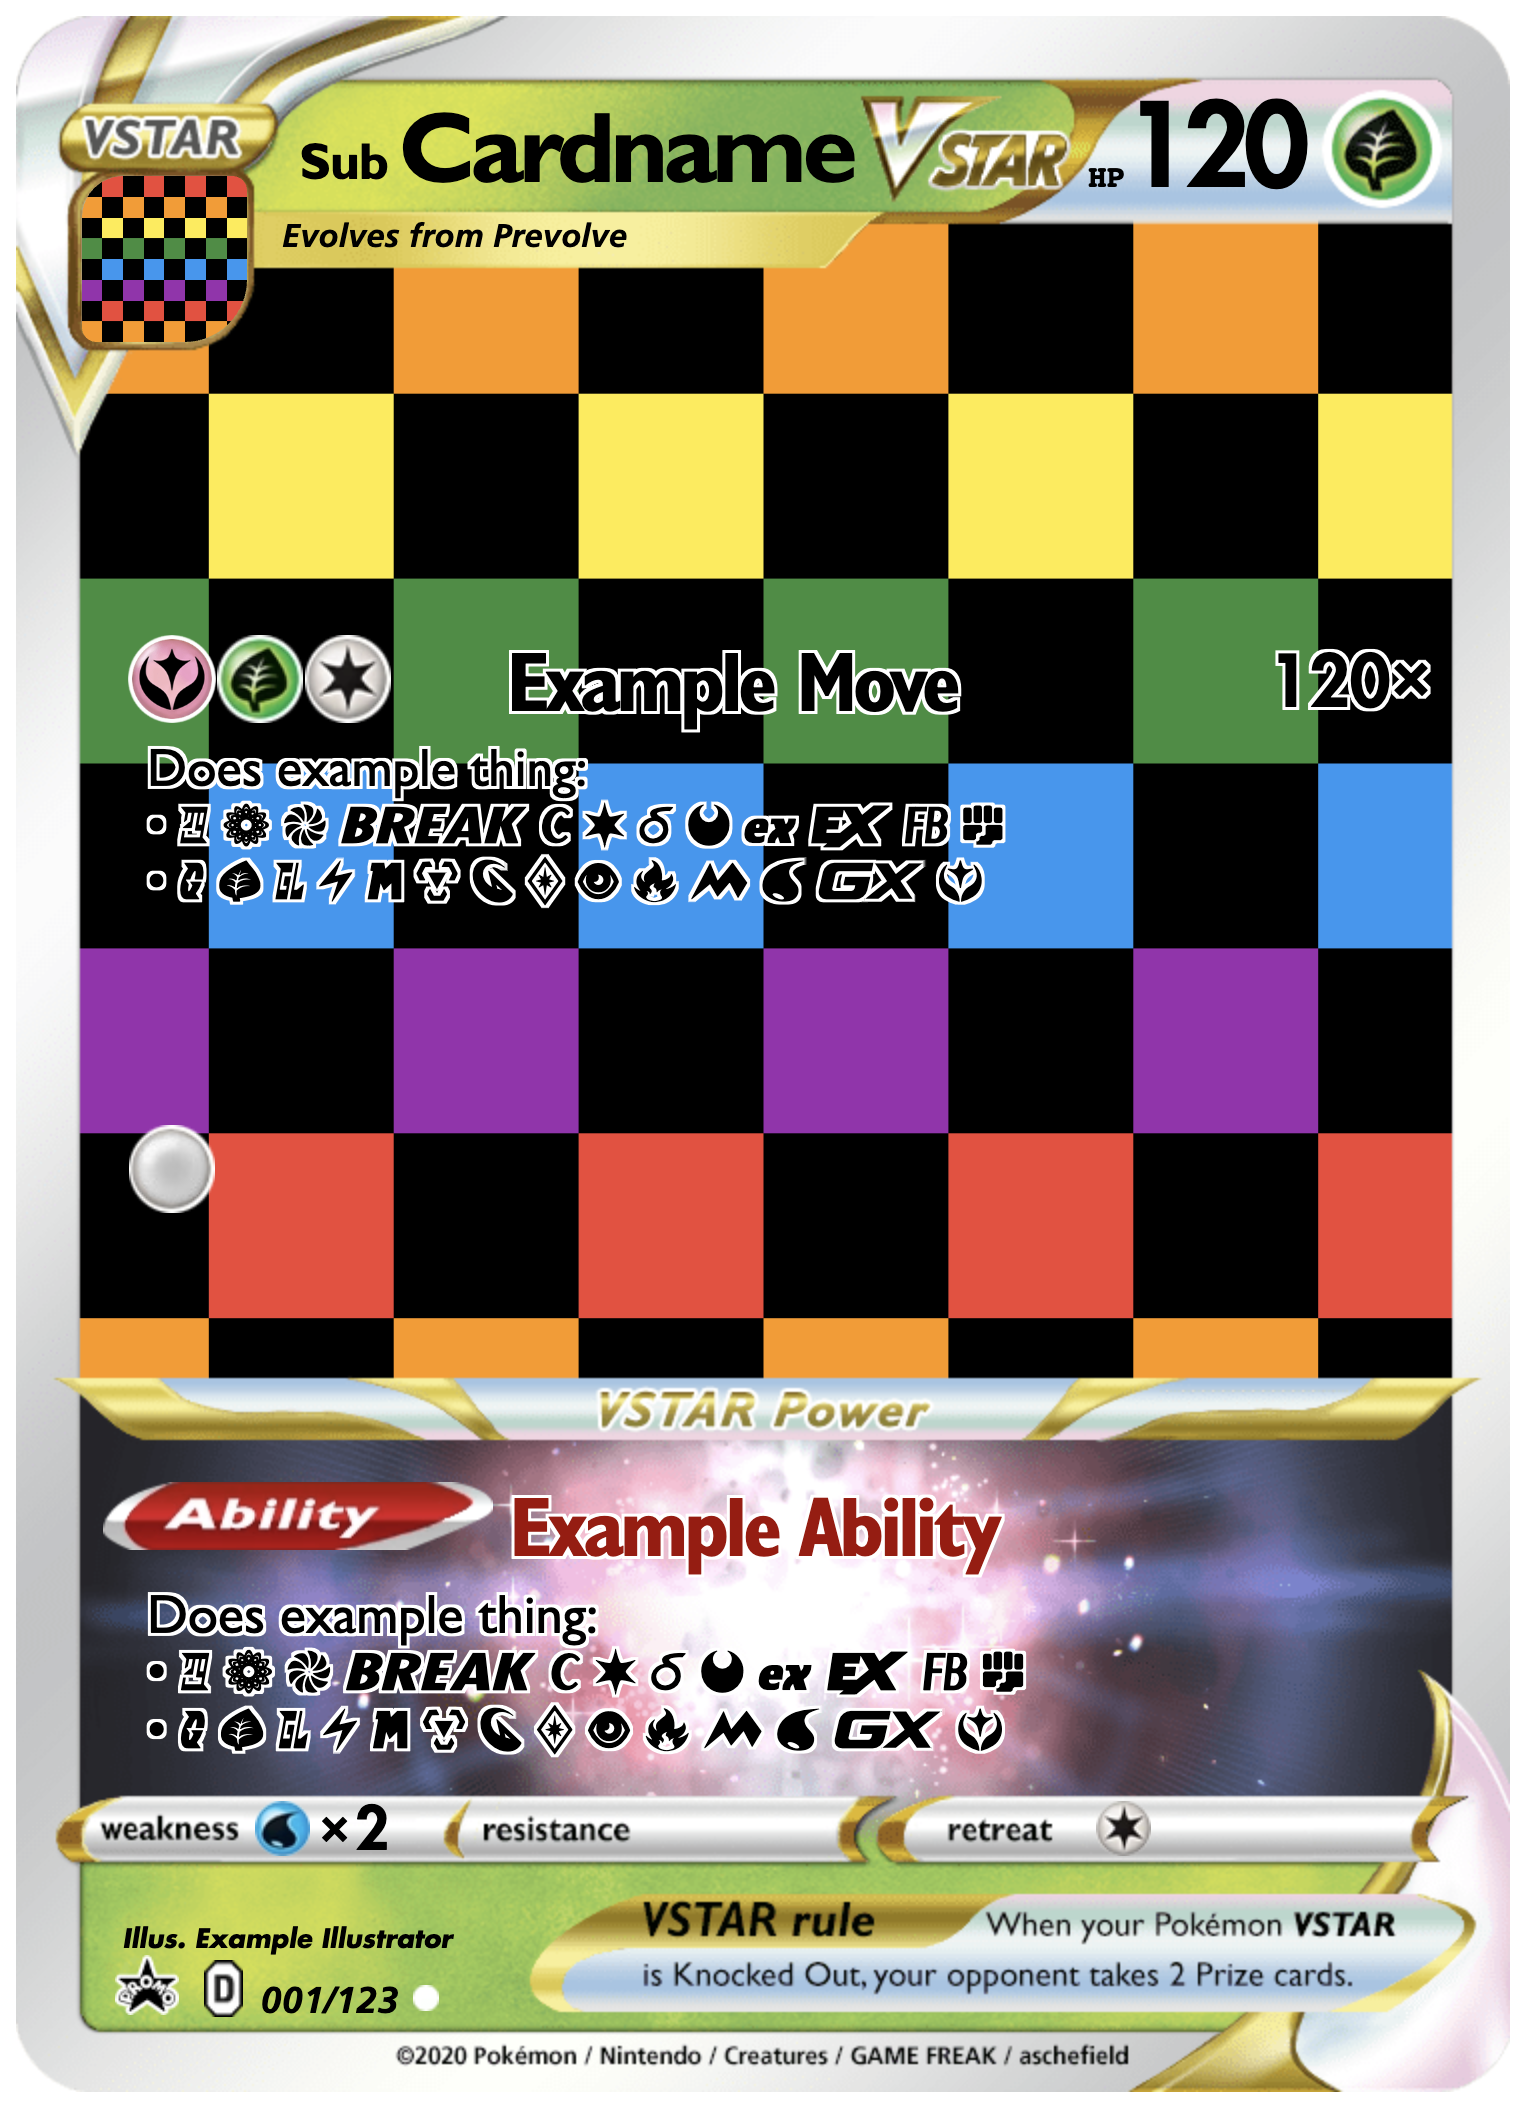 VSTAR
Sub Cardname VSTAR HP 120
Evolves from Prevolve
Example Move 120×
Does example thing:
• BREAK C ★ δ ex EX FB
• G GL M GX
VSTAR Power
Ability Example Ability
Does example thing:
• BREAK C ★ δ ex EX FB
• G GL M GX
weakness ×2 resistance retreat
VSTAR rule When your Pokémon VSTAR
is Knocked Out, your opponent takes 2 Prize cards.
Illus. Example Illustrator
PROMO D 001/123
©2020 Pokémon / Nintendo / Creatures / GAME FREAK / aschefield